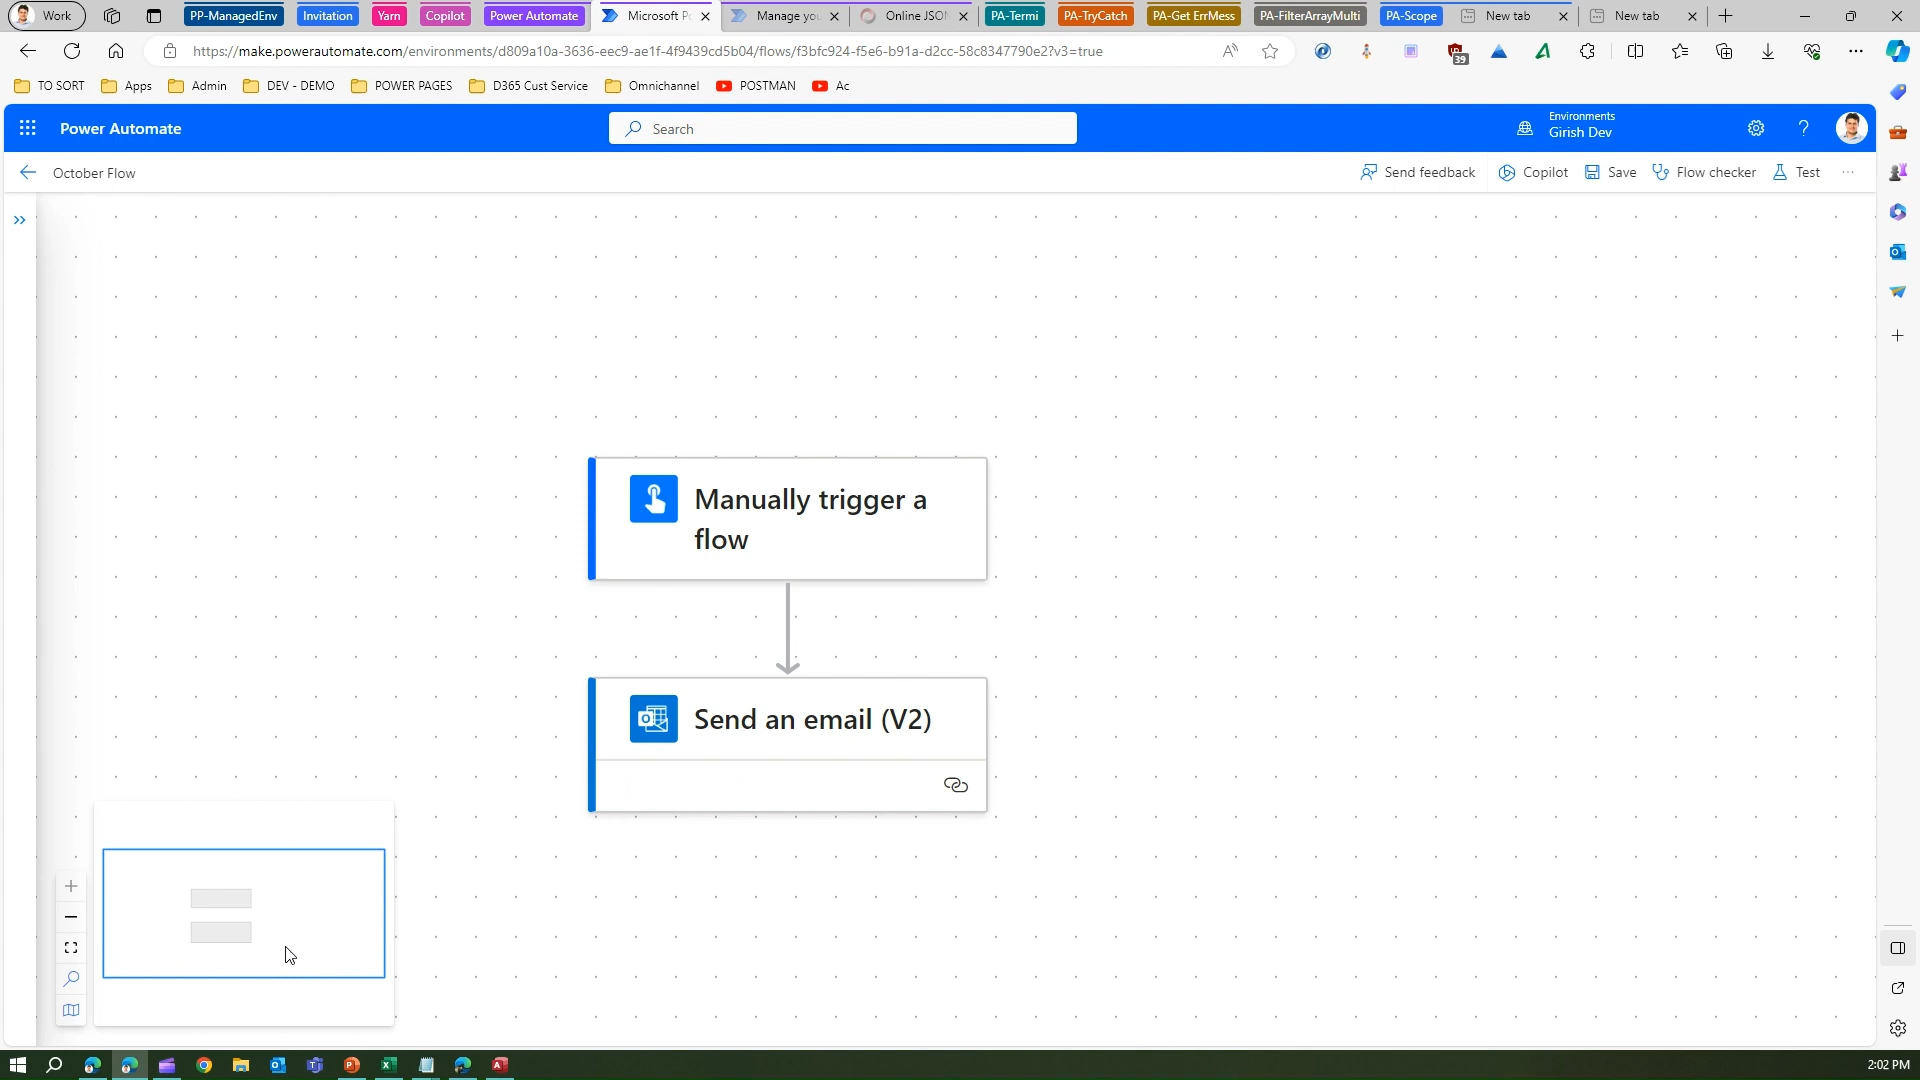 Work
PP-ManagedEnv
Invitation
Yarn
Copilot
Power Automate
Microsoft P
Manage you
Online JSON
PA-Termi
PA-TryCatch
PA-Get ErrMess
PA-FilterArrayMulti
PA-Scope
New tab
New tab
https://make.powerautomate.com/environments/d809a10a-3636-eec9-ae1f-4f9439cd5b04/flows/f3bfc924-f5e6-b91a-d2cc-58c8347790e2?v3=true
39
TO SORT
Apps
Admin
DEV - DEMO
POWER PAGES
D365 Cust Service
Omnichannel
POSTMAN
Ac
Power Automate
Search
Environments
Girish Dev
October Flow
Send feedback
Copilot
Save
Flow checker
Test
Manually trigger a
flow
Send an email (V2)
2:02 PM